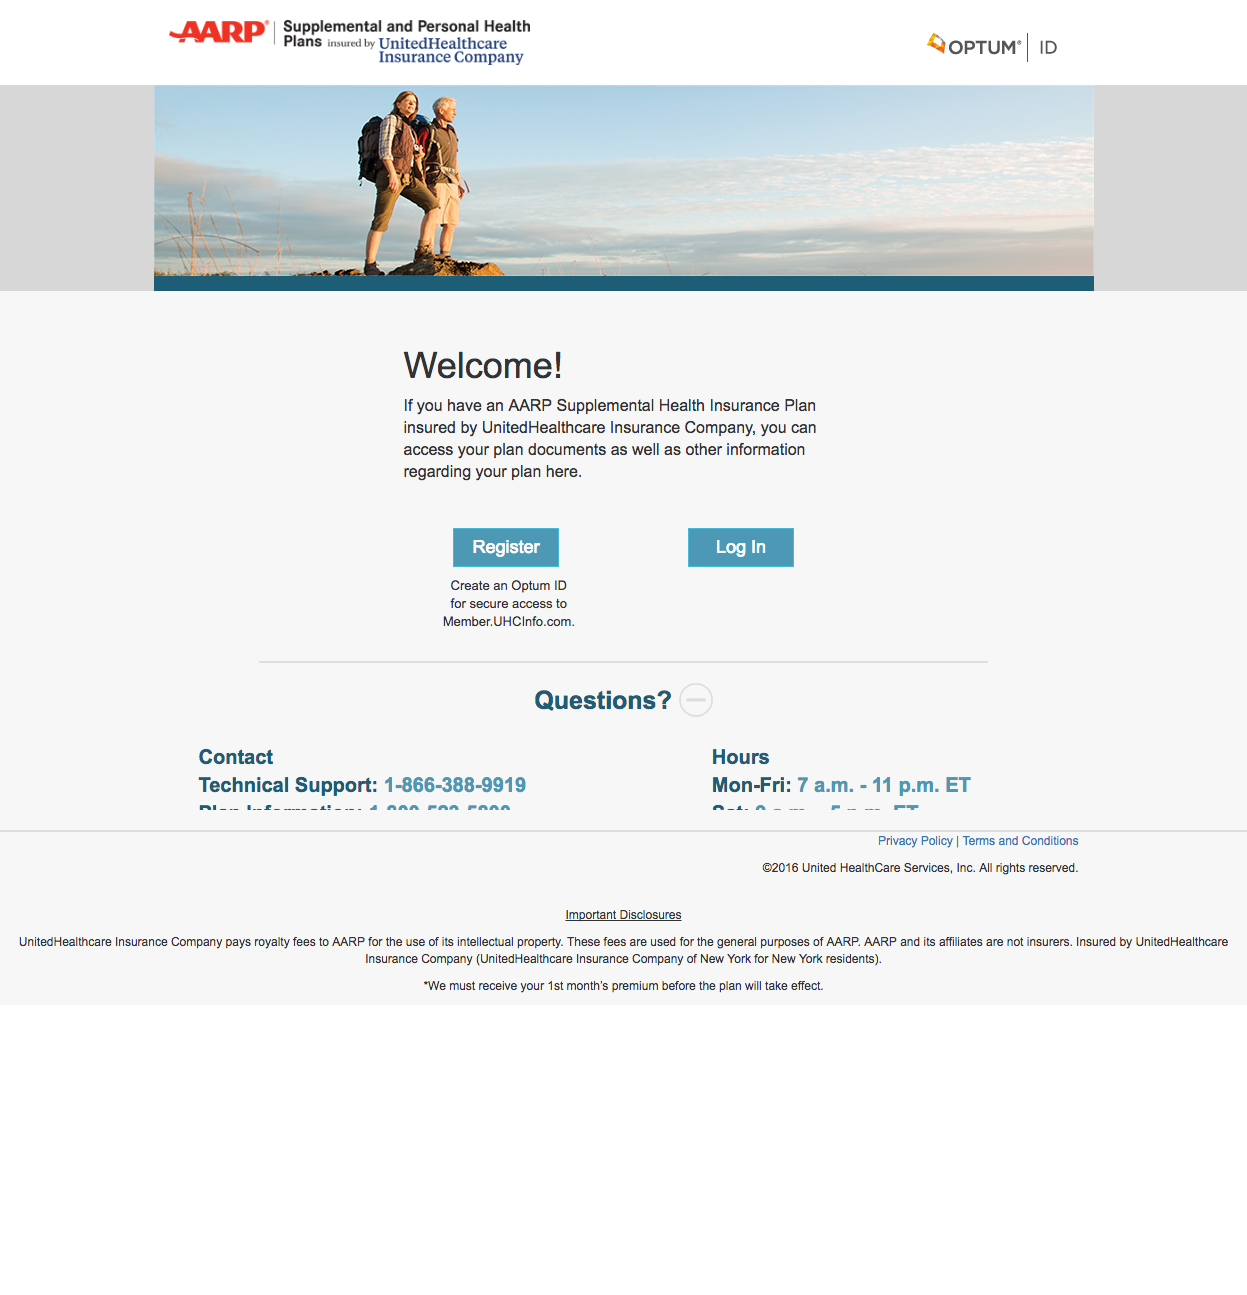 AARP® Supplemental and Personal Health
Plans insured by UnitedHealthcare
Insurance Company
OPTUM® ID
Welcome!
If you have an AARP Supplemental Health Insurance Plan
insured by UnitedHealthcare Insurance Company, you can
access your plan documents as well as other information
regarding your plan here.
Register
Log In
Create an Optum ID
for secure access to
Member.UHCInfo.com.
Questions?
Contact
Technical Support: 1-866-388-9919
Plan Information:
Hours
Mon-Fri: 7 a.m. - 11 p.m. ET
Sat: 9 a.m. - 5 p.m. ET
Privacy Policy | Terms and Conditions
©2016 United HealthCare Services, Inc. All rights reserved.
Important Disclosures
UnitedHealthcare Insurance Company pays royalty fees to AARP for the use of its intellectual property. These fees are used for the general purposes of AARP. AARP and its affiliates are not insurers. Insured by UnitedHealthcare
Insurance Company (UnitedHealthcare Insurance Company of New York for New York residents).
*We must receive your 1st month's premium before the plan will take effect.